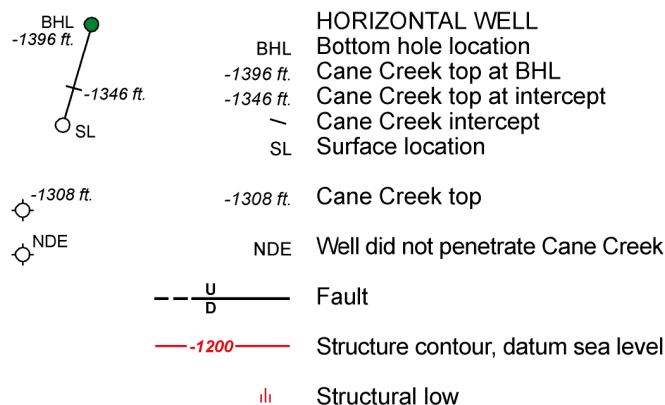 BHL
-1396 ft.
-1346 ft.
SL
HORIZONTAL WELL
BHL Bottom hole location
-1396 ft. Cane Creek top at BHL
-1346 ft. Cane Creek top at intercept
Cane Creek intercept
SL Surface location
-1308 ft. -1308 ft. Cane Creek top
NDE NDE Well did not penetrate Cane Creek
U
D
Fault
-1200 Structure contour, datum sea level
Structural low